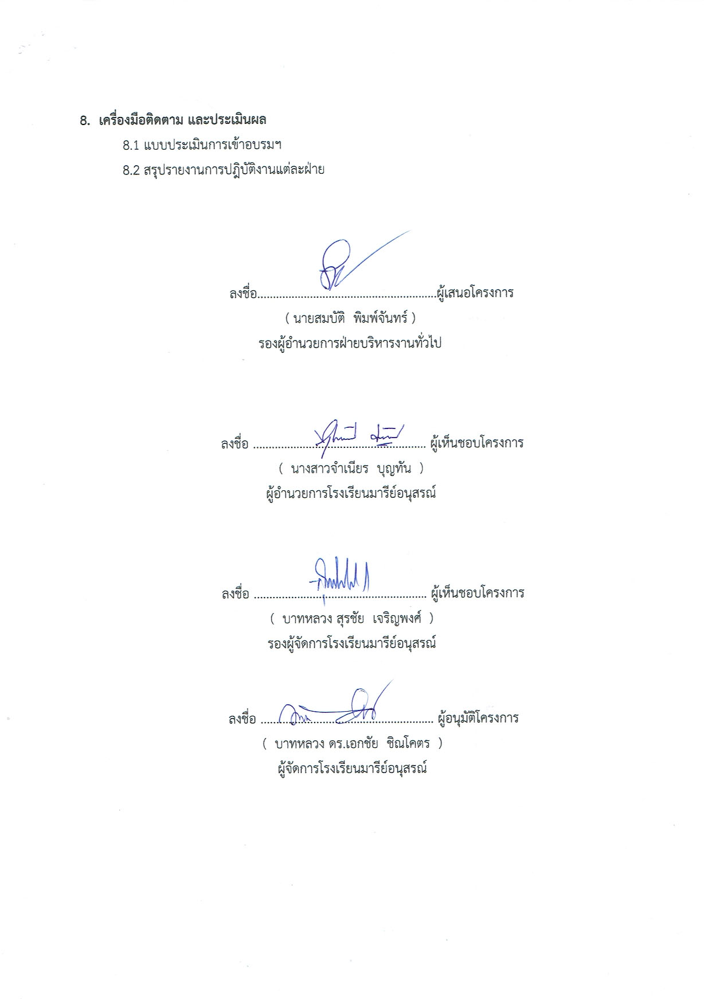 8. เครื่องมือติดตาม และประเมินผล
8.1 แบบประเมินการเข้าอบรมฯ
8.2 สรุปรายงานการปฎิบัติงานแต่ละฝ่าย
ลงชื่อ..........................................................ผู้เสนอโครงการ
( นายสมบัติ พิมพ์จันทร์ )
รองผู้อำนวยการฝ่ายบริหารงานทั่วไป
ลงชื่อ ........................................................ ผู้เห็นชอบโครงการ
( นางสาวจำเนียร บุญทัน )
ผู้อำนวยการโรงเรียนมารีย์อนุสรณ์
ลงชื่อ ........................................................ ผู้เห็นชอบโครงการ
( บาทหลวง สุรชัย เจริญพงศ์ )
รองผู้จัดการโรงเรียนมารีย์อนุสรณ์
ลงชื่อ ........................................................ ผู้อนุมัติโครงการ
( บาทหลวง ดร.เอกชัย ชิณโคตร )
ผู้จัดการโรงเรียนมารีย์อนุสรณ์